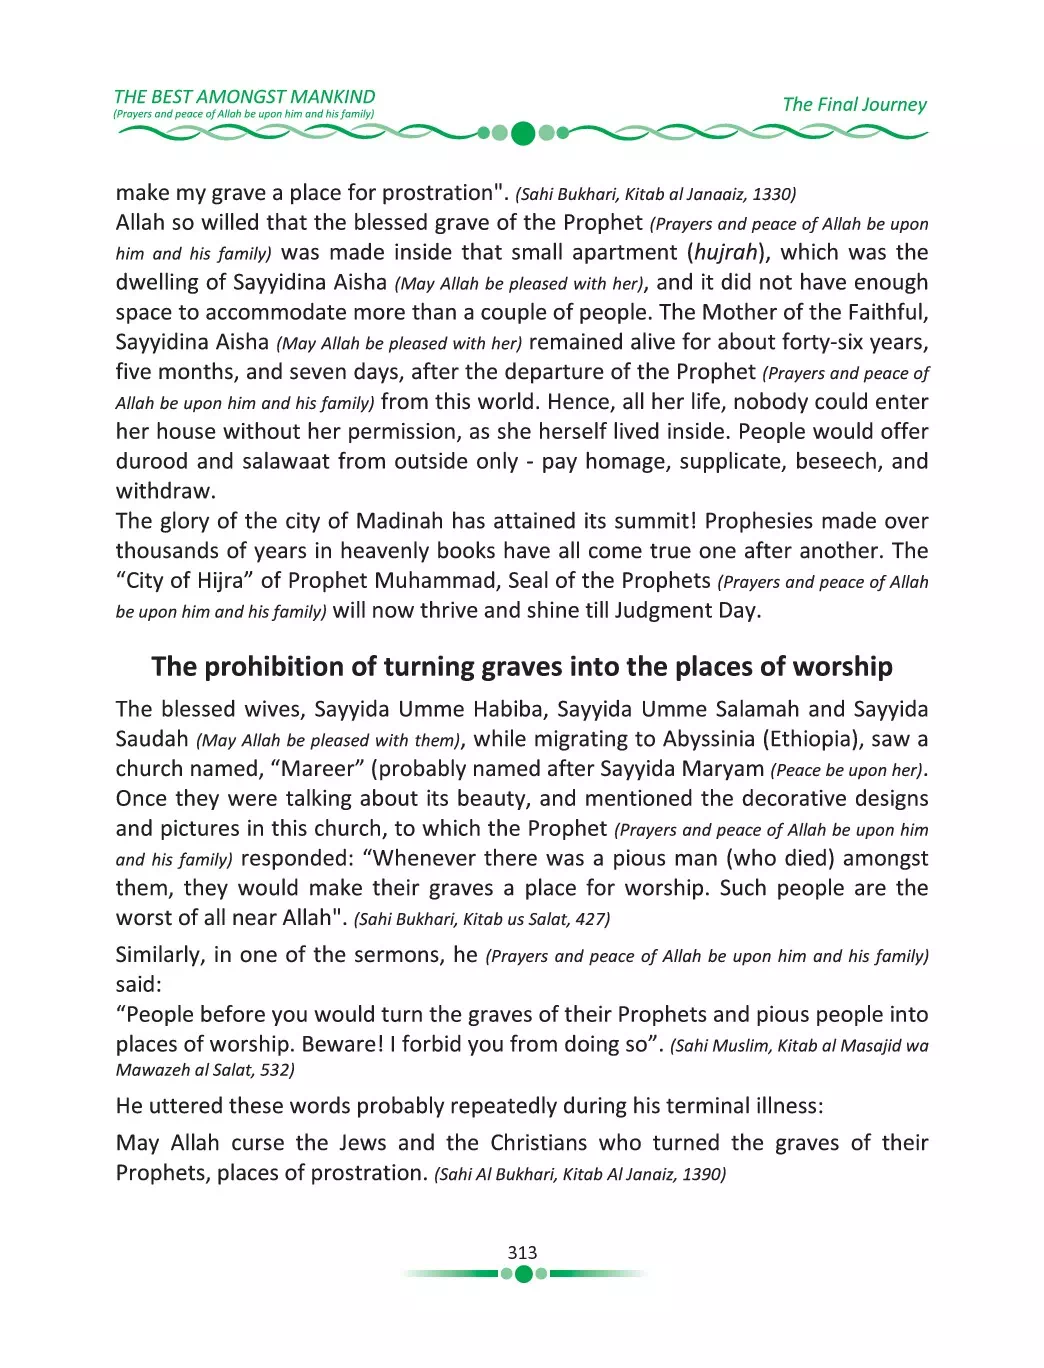 THE BEST AMONGST MANKIND
(Prayers and peace of Allah be upon him and his family)
The Final Journey
make my grave a place for prostration". (Sahi Bukhari, Kitab al Janaaiz, 1330)
Allah so willed that the blessed grave of the Prophet (Prayers and peace of Allah be upon
him and his family) was made inside that small apartment (hujrah), which was the
dwelling of Sayyidina Aisha (May Allah be pleased with her), and it did not have enough
space to accommodate more than a couple of people. The Mother of the Faithful,
Sayyidina Aisha (May Allah be pleased with her) remained alive for about forty-six years,
five months, and seven days, after the departure of the Prophet (Prayers and peace of
Allah be upon him and his family) from this world. Hence, all her life, nobody could enter
her house without her permission, as she herself lived inside. People would offer
durood and salawaat from outside only - pay homage, supplicate, beseech, and
withdraw.
The glory of the city of Madinah has attained its summit! Prophesies made over
thousands of years in heavenly books have all come true one after another. The
“City of Hijra” of Prophet Muhammad, Seal of the Prophets (Prayers and peace of Allah
be upon him and his family) will now thrive and shine till Judgment Day.
The prohibition of turning graves into the places of worship
The blessed wives, Sayyida Umme Habiba, Sayyida Umme Salamah and Sayyida
Saudah (May Allah be pleased with them), while migrating to Abyssinia (Ethiopia), saw a
church named, “Mareer” (probably named after Sayyida Maryam (Peace be upon her).
Once they were talking about its beauty, and mentioned the decorative designs
and pictures in this church, to which the Prophet (Prayers and peace of Allah be upon him
and his family) responded: “Whenever there was a pious man (who died) amongst
them, they would make their graves a place for worship. Such people are the
worst of all near Allah". (Sahi Bukhari, Kitab us Salat, 427)
Similarly, in one of the sermons, he (Prayers and peace of Allah be upon him and his family)
said:
“People before you would turn the graves of their Prophets and pious people into
places of worship. Beware! I forbid you from doing so”. (Sahi Muslim, Kitab al Masajid wa
Mawazeh al Salat, 532)
He uttered these words probably repeatedly during his terminal illness:
May Allah curse the Jews and the Christians who turned the graves of their
Prophets, places of prostration. (Sahi Al Bukhari, Kitab Al Janaiz, 1390)
313